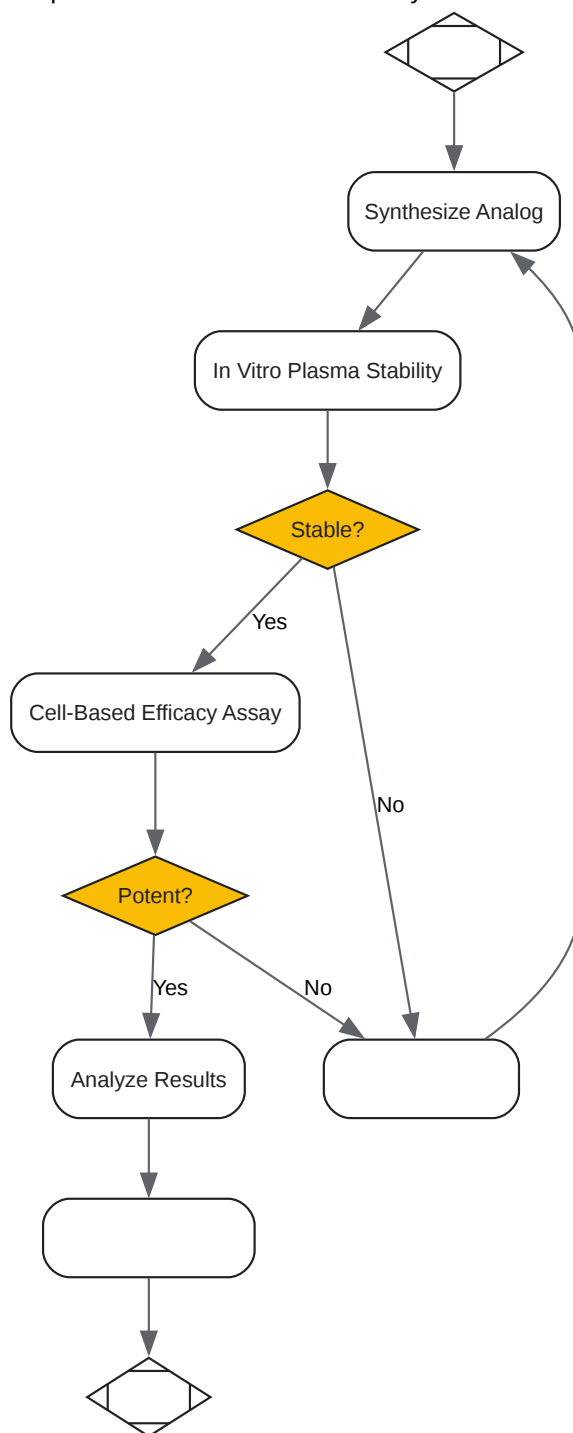 Synthesize Analog
In Vitro Plasma Stability
Stable?
Yes
Cell-Based Efficacy Assay
No
Potent?
Yes
No
Analyze Results